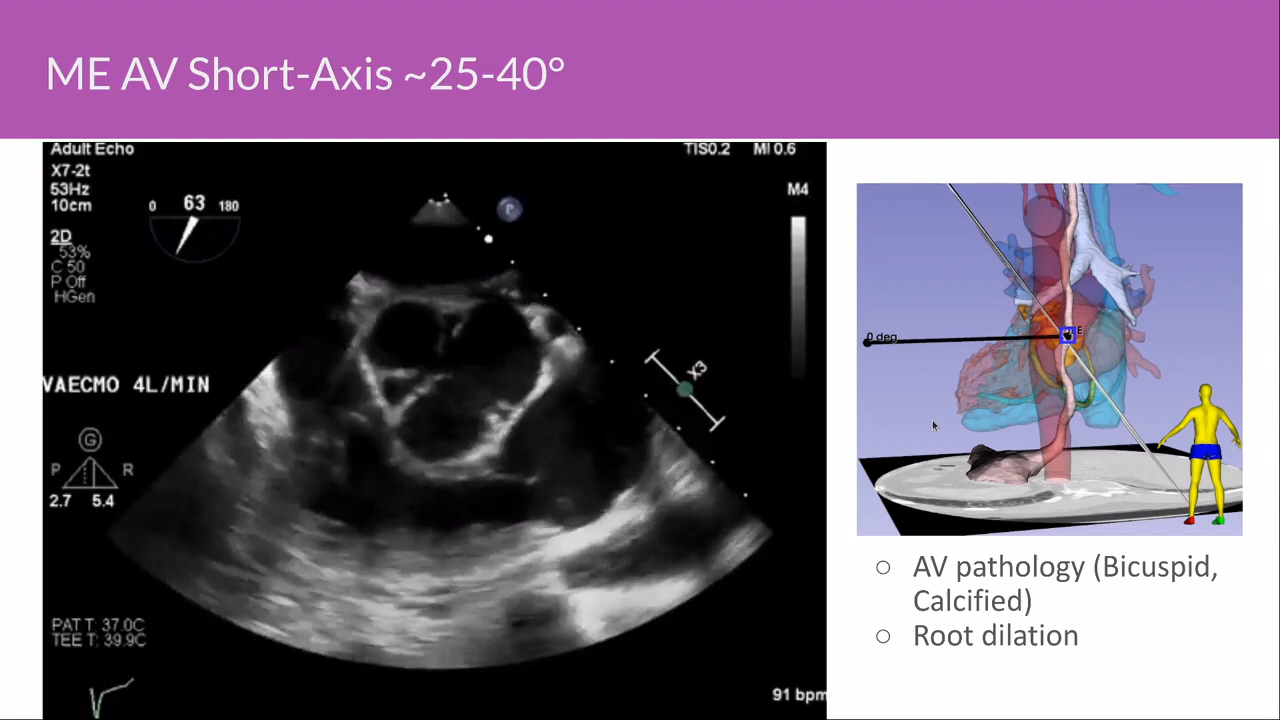 ME AV Short-Axis ~25-40°
Adult Echo
TIS0.2 MI 0.6
X7-2t
53Hz
10cm
0 63 180
M4
2D
53%
C 50
P Off
HGen
P
X3
VAECMO 4L/MIN
G
P R
2.7 5.4
PAT T: 37.0C
TEE T: 39.9C
91 bpm
0 deg
E
○ AV pathology (Bicuspid,
Calcified)
○ Root dilation